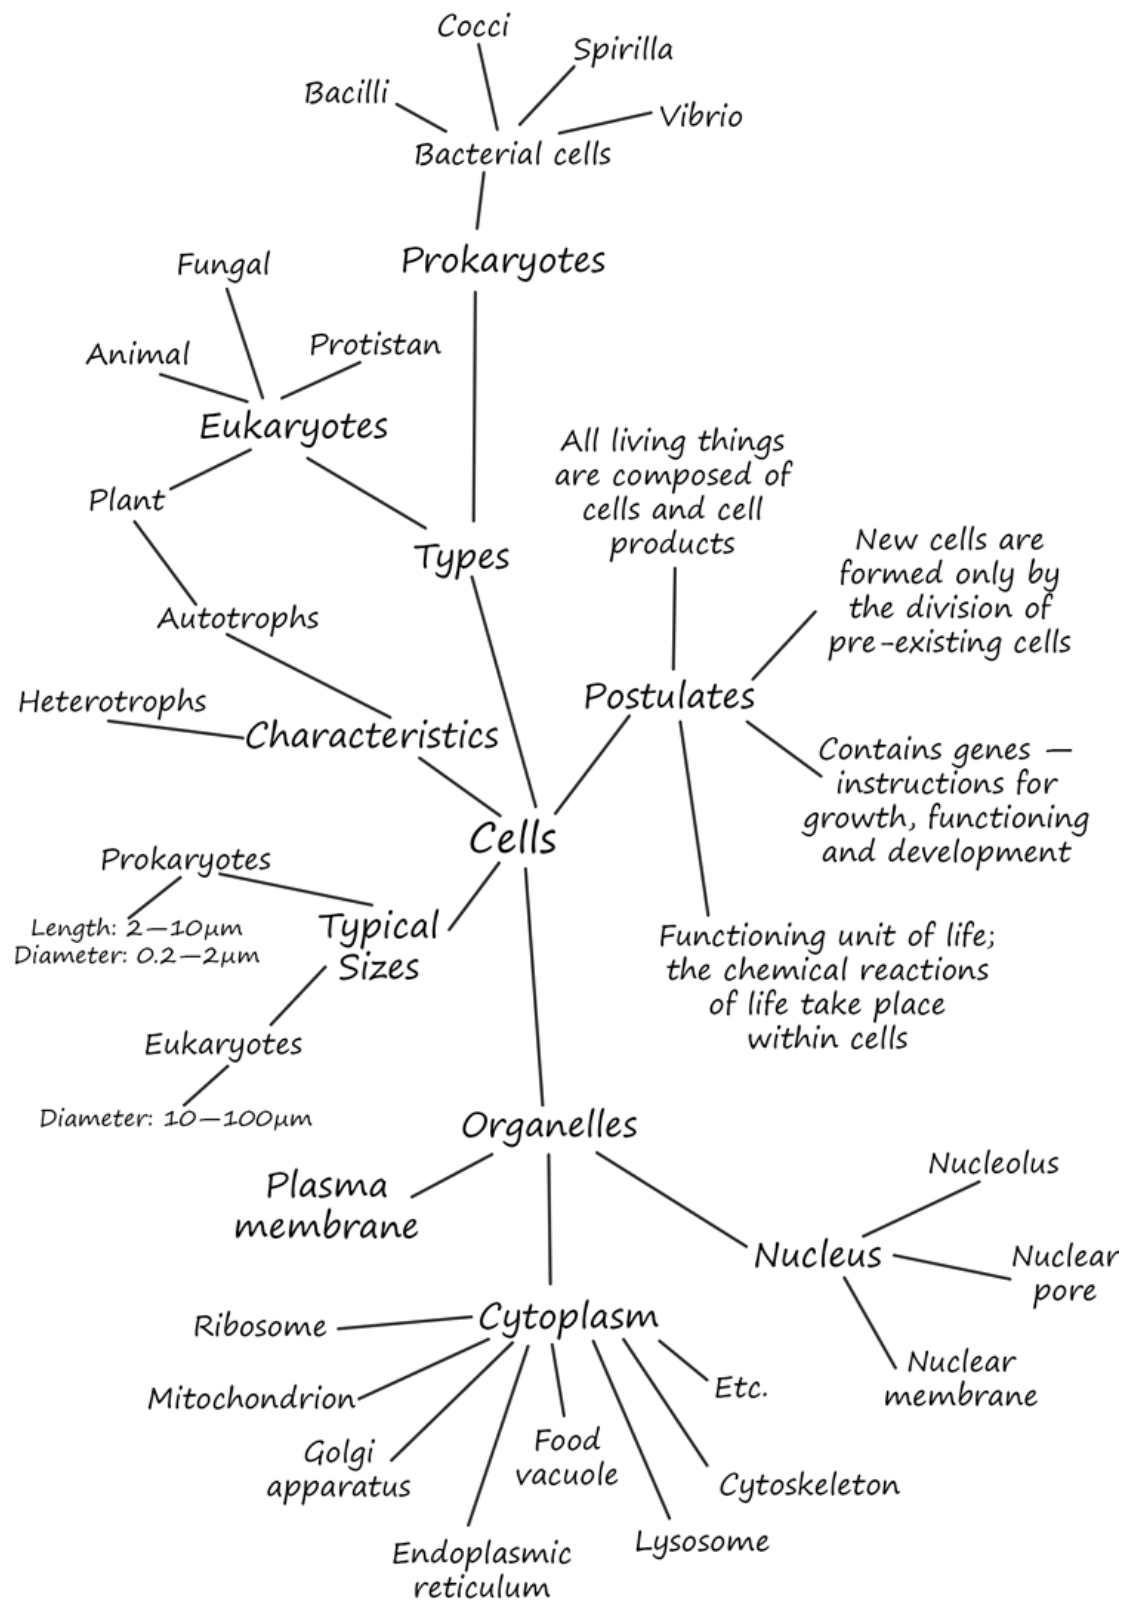 Cocci
Spirilla
Bacilli
Vibrio
Bacterial cells
Prokaryotes
Fungal
Animal
Protistan
Eukaryotes
Plant
Types
Autotrophs
Heterotrophs
Characteristics
All living things
are composed of
cells and cell
products
New cells are
formed only by
the division of
pre-existing cells
Postulates
Contains genes —
instructions for
growth, functioning
and development
Functioning unit of life;
the chemical reactions
of life take place
within cells
Cells
Prokaryotes
Length: 2—10μm
Diameter: 0.2—2μm
Typical
Sizes
Eukaryotes
Diameter: 10—100μm
Organelles
Plasma
membrane
Nucleolus
Nucleus
Nuclear
pore
Nuclear
membrane
Cytoplasm
Ribosome
Mitochondrion
Golgi
apparatus
Endoplasmic
reticulum
Food
vacuole
Lysosome
Cytoskeleton
Etc.